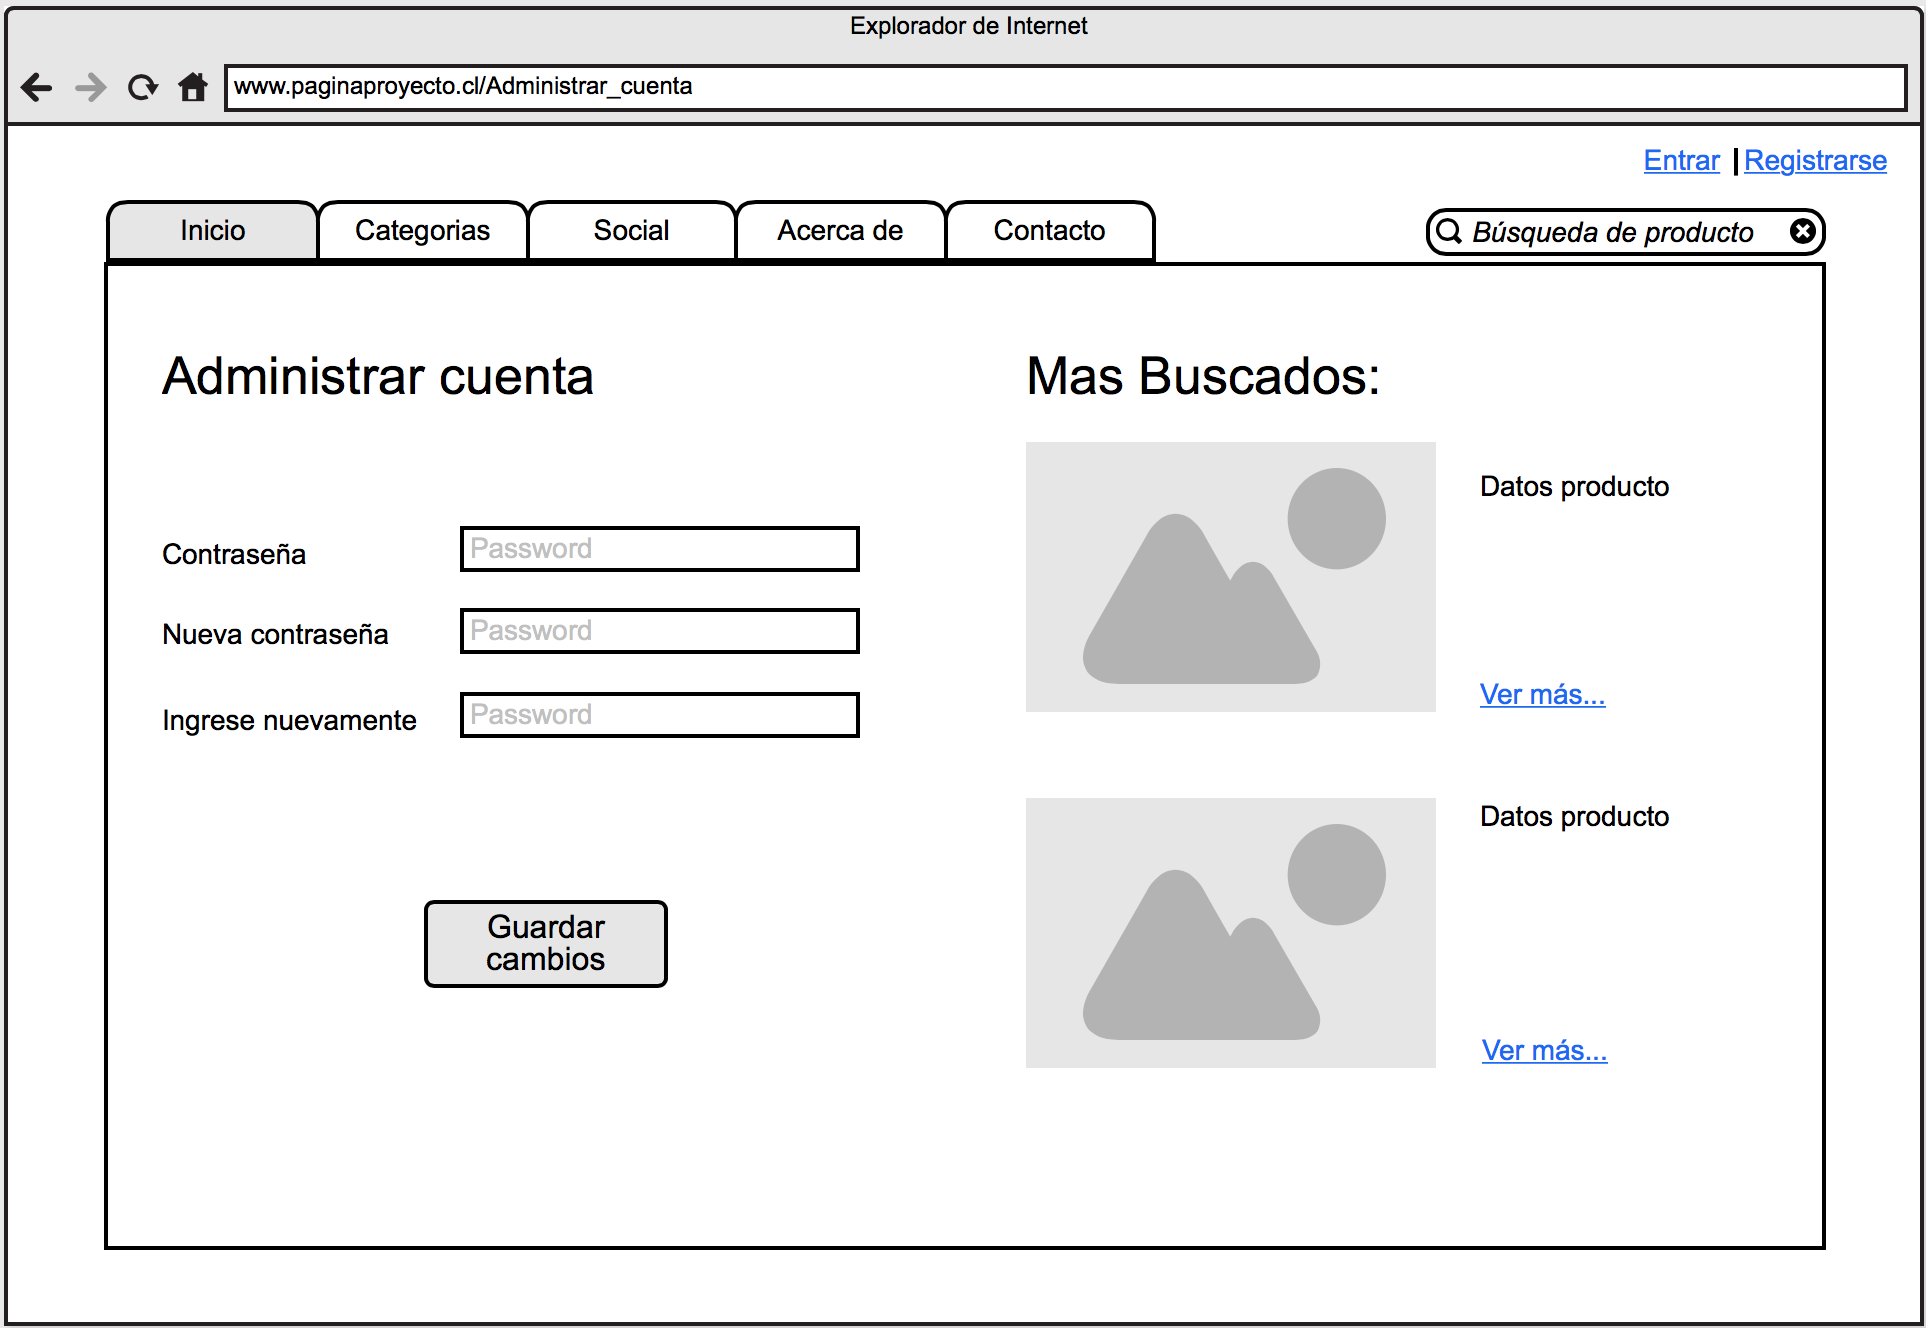 Explorador de Internet
www.paginaproyecto.cl/Administrar_cuenta
Entrar | Registrarse
Inicio Categorias Social Acerca de Contacto Búsqueda de producto
Administrar cuenta
Contraseña Password
Nueva contraseña Password
Ingrese nuevamente Password
Guardar
cambios
Mas Buscados:
Datos producto
Ver más...
Datos producto
Ver más...